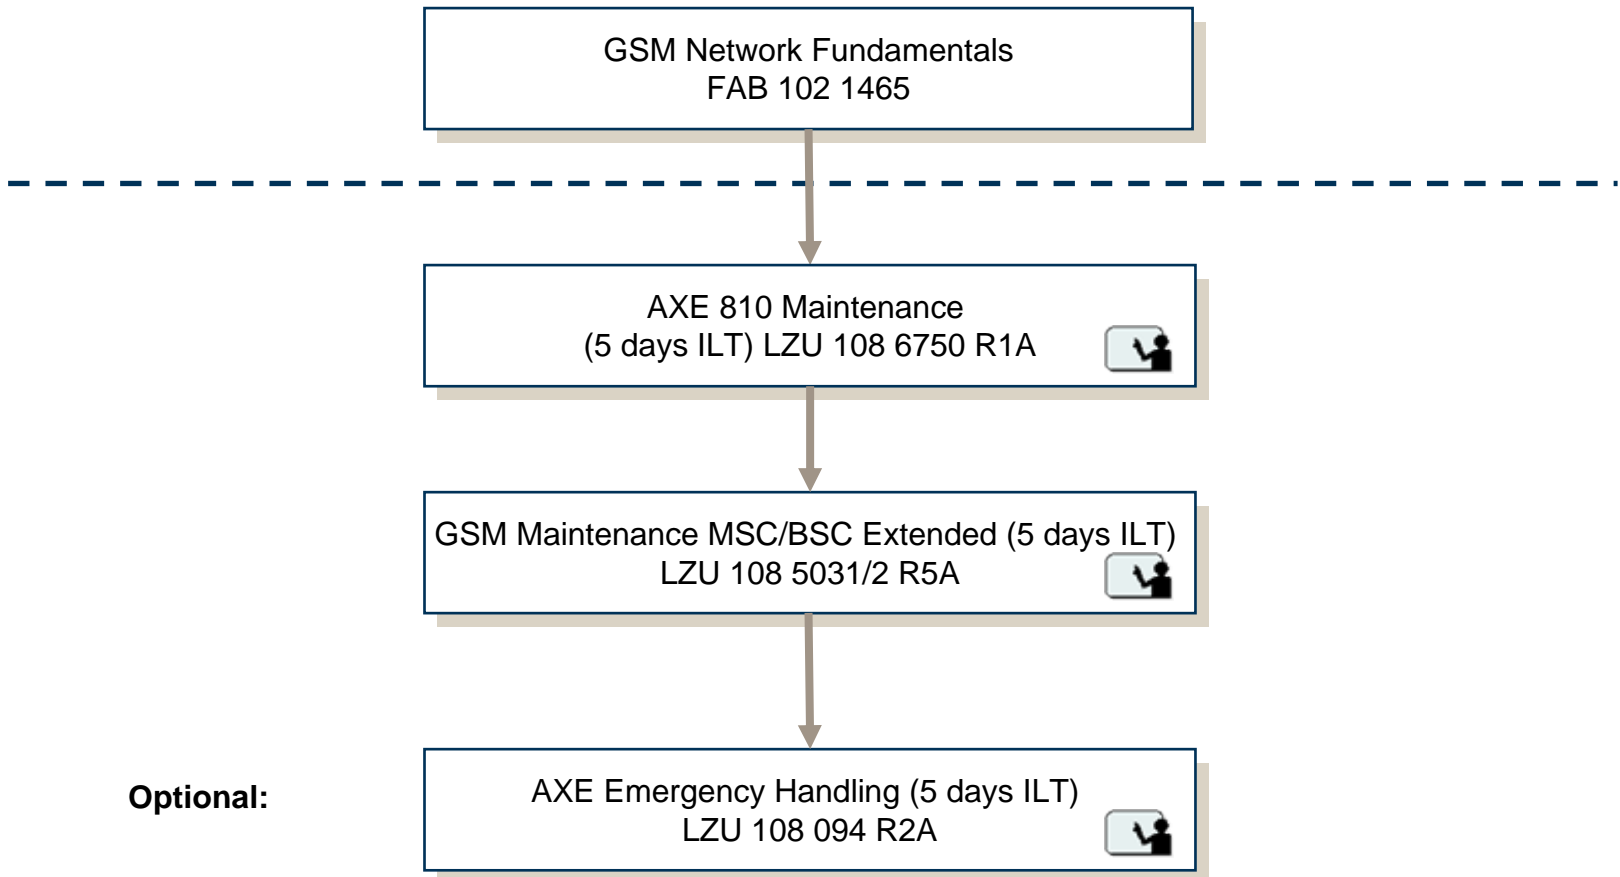 GSM Network Fundamentals
FAB 102 1465
AXE 810 Maintenance
(5 days ILT) LZU 108 6750 R1A
GSM Maintenance MSC/BSC Extended (5 days ILT)
LZU 108 5031/2 R5A
Optional:
AXE Emergency Handling (5 days ILT)
LZU 108 094 R2A